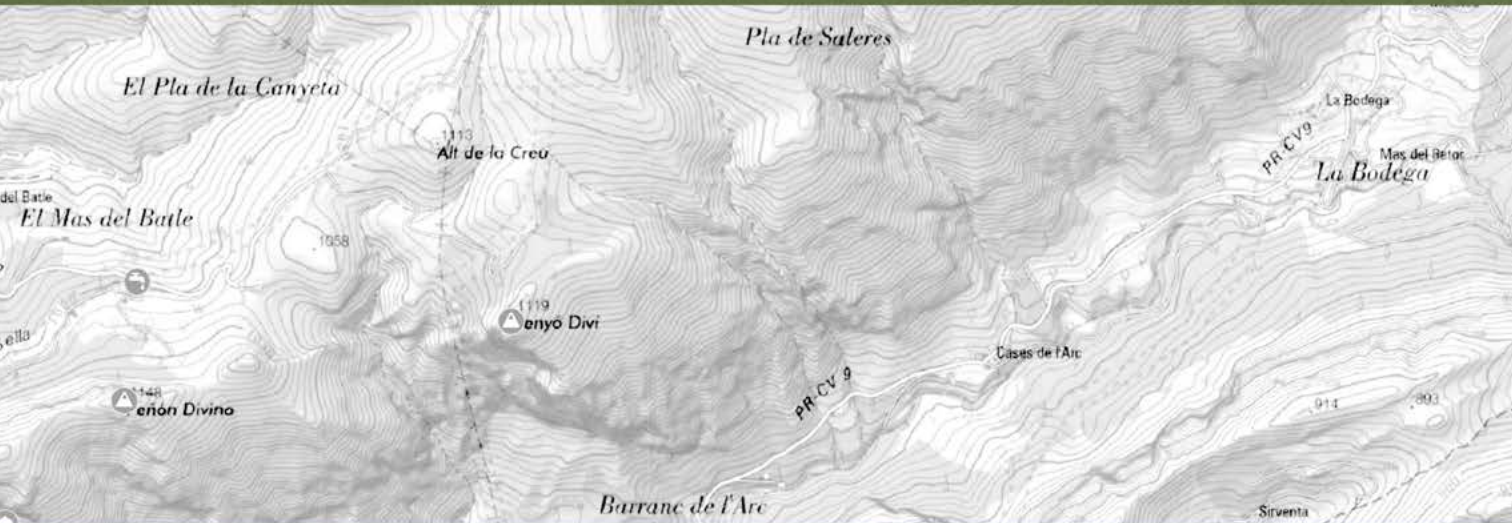 Pla de Saleres
El Pla de la Canyeta
La Bodega
1113
Alt de la Creu
PR-CV9
Mas del Retor
La Bodega
del Batle
El Mas del Batle
1058
1119
enyó Diví
Cases de l'Arc
ella
PR-CV 9
1148
eñón Divino
914
893
Barranc de l'Arc
Sirventa